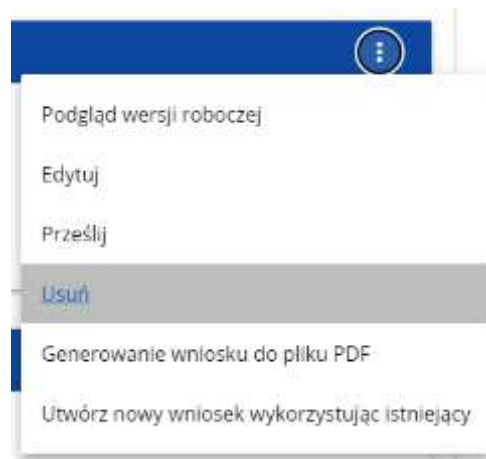 Podgląd wersji roboczej
Edytuj
Prześlij
Usuń
Generowanie wniosku do pliku PDF
Utwórz nowy wniosek wykorzystując istniejący